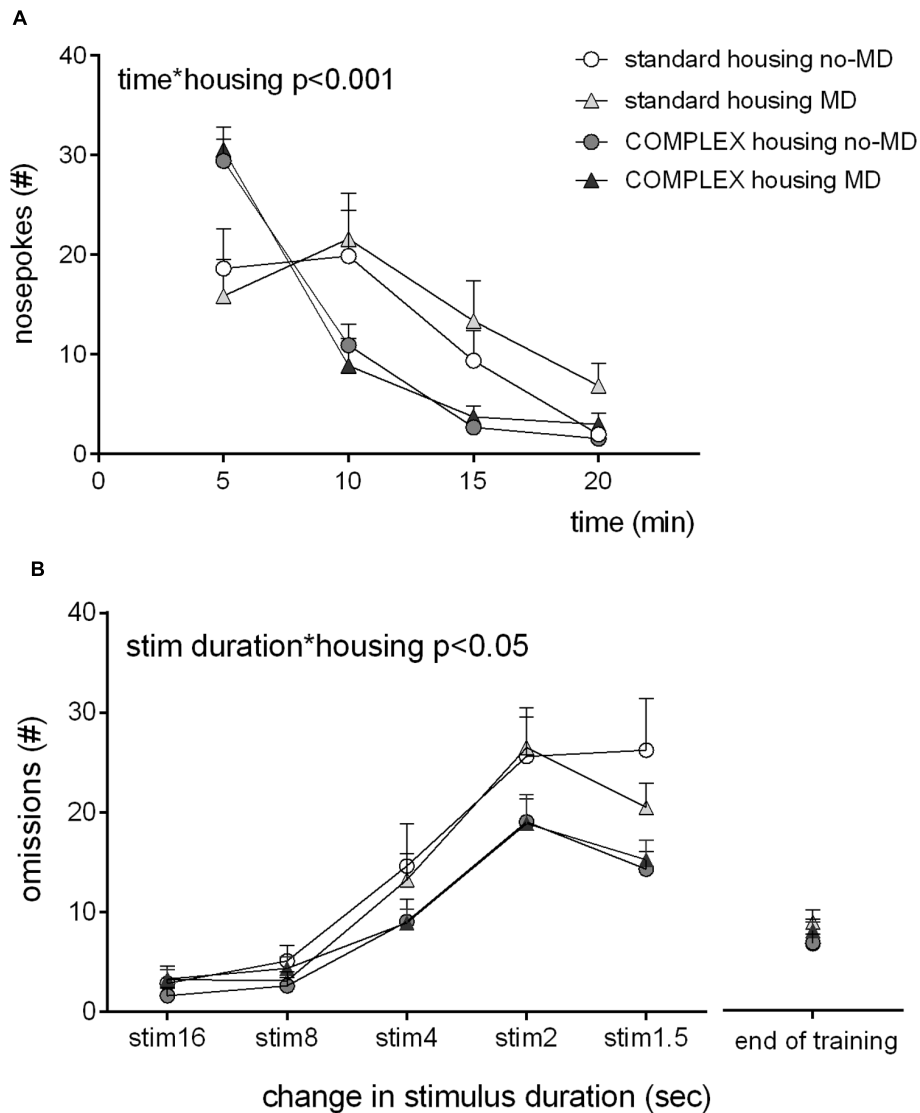 A
40
time*housing p<0.001
standard housing no-MD
standard housing MD
COMPLEX housing no-MD
COMPLEX housing MD
30
20
10
0
nosepokes (#)
0 5 10 15 20
time (min)
B
40
stim duration*housing p<0.05
30
20
10
0
omissions (#)
stim16 stim8 stim4 stim2 stim1.5 end of training
change in stimulus duration (sec)